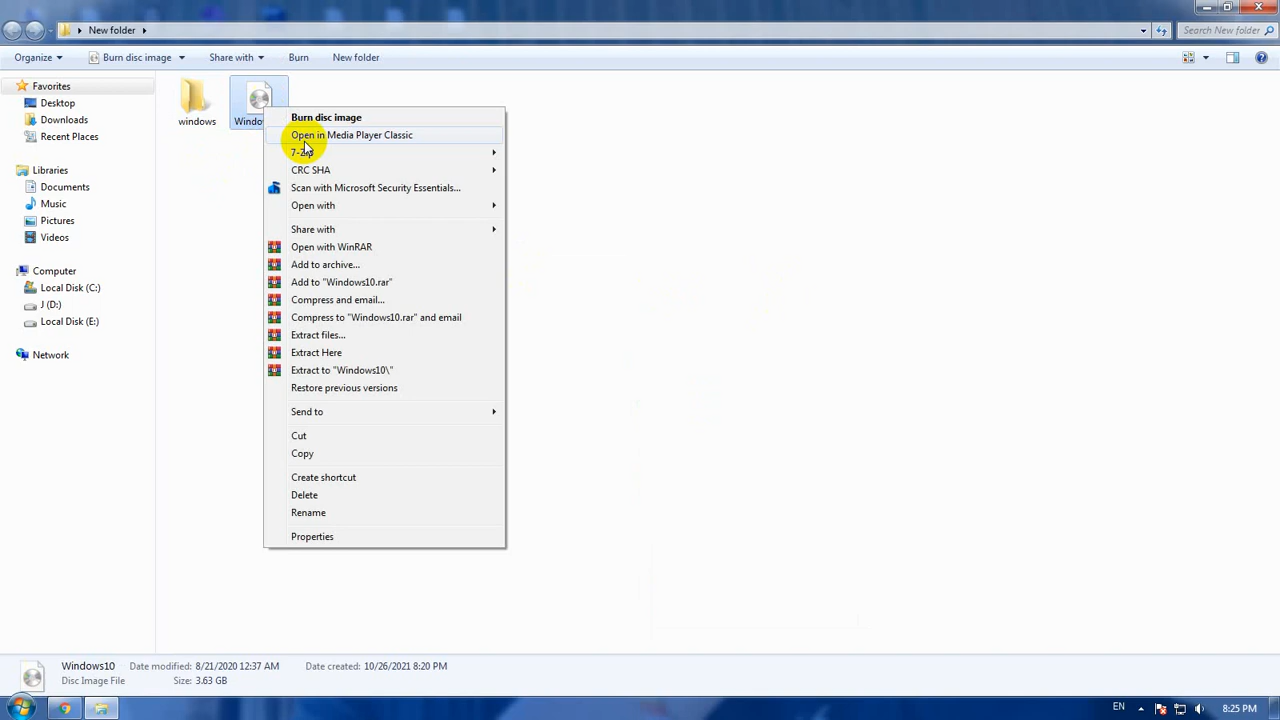 New folder
Search New folder
Organize
Burn disc image
Share with
Burn
New folder
Favorites
Desktop
Downloads
Recent Places
Libraries
Documents
Music
Pictures
Videos
Computer
Local Disk (C:)
J (D:)
Local Disk (E:)
Network
windows
Burn disc image
Open in Media Player Classic
CRC SHA
Scan with Microsoft Security Essentials...
Open with
Share with
Open with WinRAR
Add to archive...
Add to "Windows10.rar"
Compress and email...
Compress to "Windows10.rar" and email
Extract files...
Extract Here
Extract to "Windows10\"
Restore previous versions
Send to
Cut
Copy
Create shortcut
Delete
Rename
Properties
Windows10 Date modified: 8/21/2020 12:37 AM Date created: 10/26/2021 8:20 PM
Disc Image File Size: 3.63 GB
EN 8:25 PM